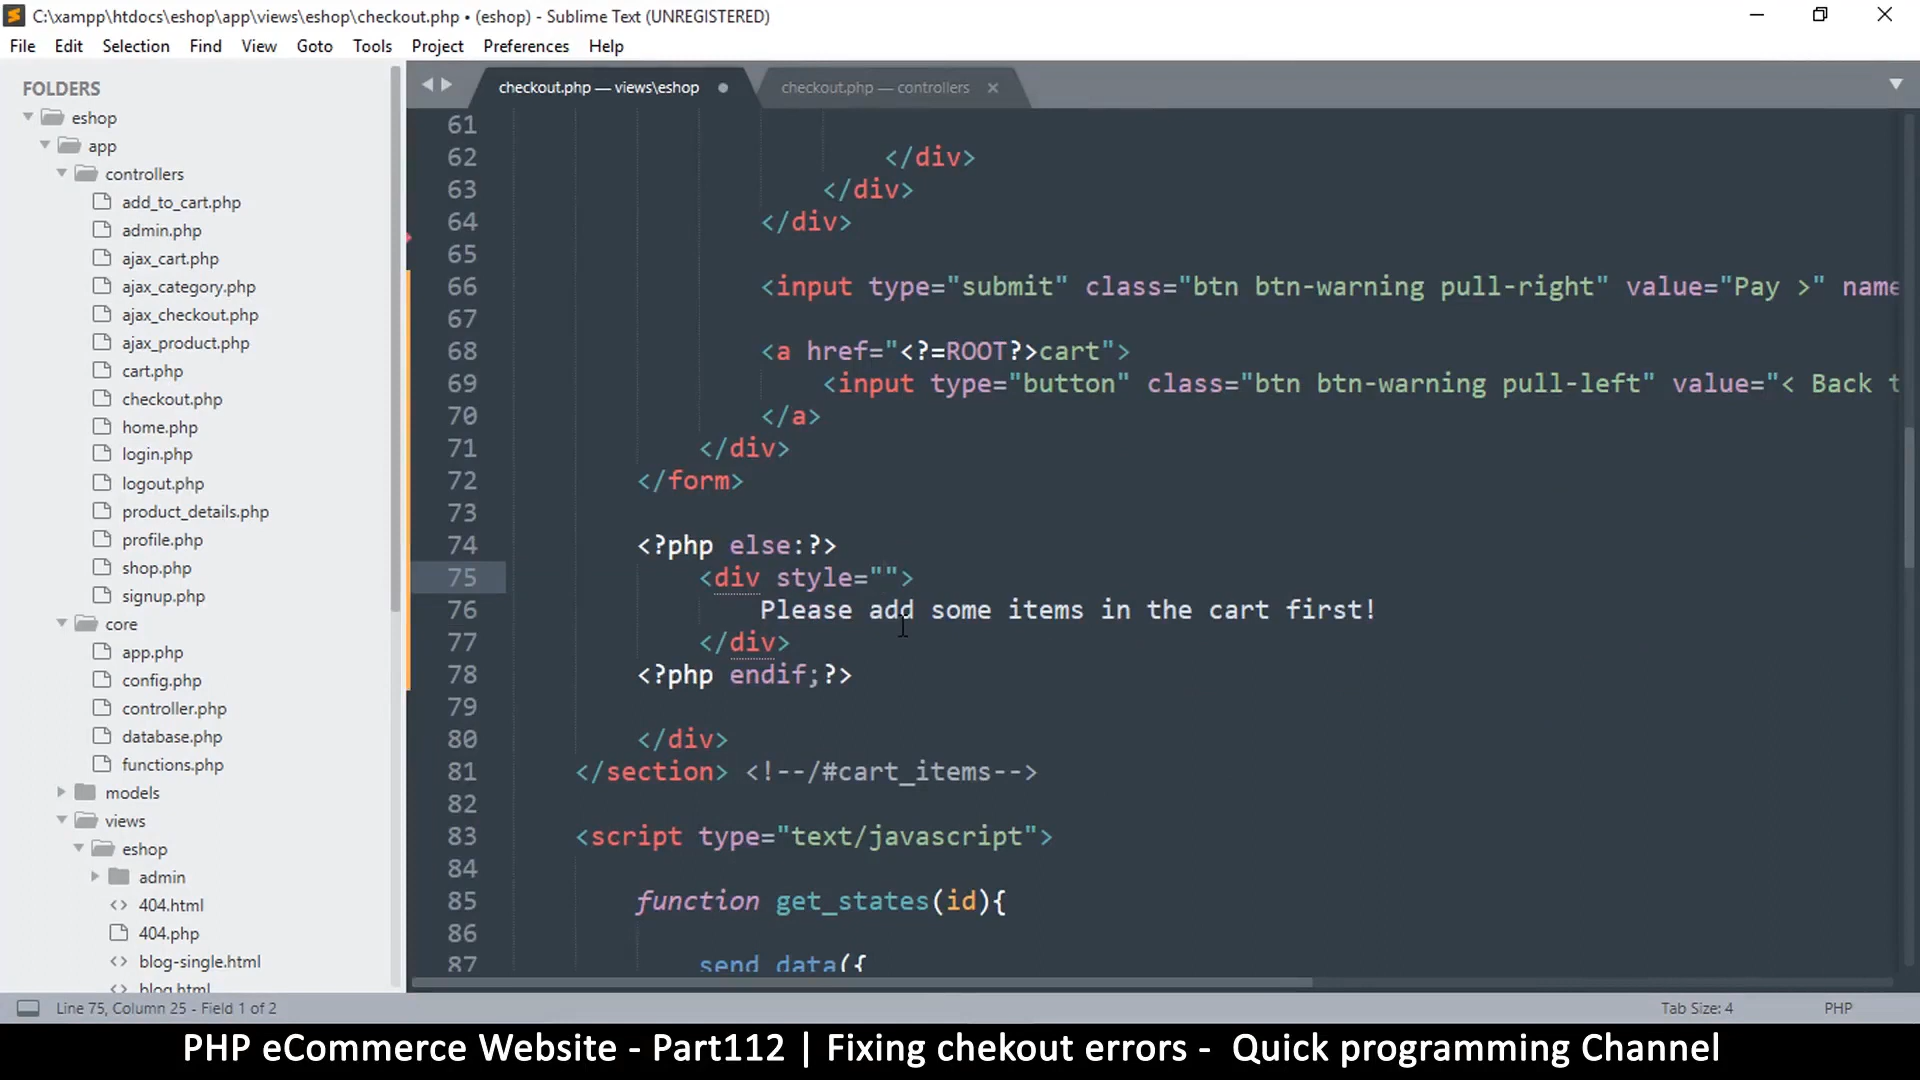 C:\xampp\htdocs\eshop\app\views\eshop\checkout.php • (eshop) - Sublime Text (UNREGISTERED)
File Edit Selection Find View Goto Tools Project Preferences Help
FOLDERS
eshop
app
controllers
add_to_cart.php
admin.php
ajax_cart.php
ajax_category.php
ajax_checkout.php
ajax_product.php
cart.php
checkout.php
home.php
login.php
logout.php
product_details.php
profile.php
shop.php
signup.php
core
app.php
config.php
controller.php
database.php
functions.php
models
views
eshop
admin
404.html
404.php
blog-single.html
blog.html
checkout.php — views\eshop
checkout.php — controllers
61
62 </div>
63 </div>
64 </div>
65
66 <input type="submit" class="btn btn-warning pull-right" value="Pay >" name
67
68 <a href="<?=ROOT?>cart">
69 <input type="button" class="btn btn-warning pull-left" value="< Back t
70 </a>
71 </div>
72 </form>
73
74 <?php else:?>
75 <div style="">
76 Please add some items in the cart first!
77 </div>
78 <?php endif;?>
79
80 </div>
81 </section> <!--/#cart_items-->
82
83 <script type="text/javascript">
84
85 function get_states(id){
86
87 send_data({
Line 75, Column 25 - Field 1 of 2
Tab Size: 4
PHP
PHP eCommerce Website - Part112 | Fixing chekout errors - Quick programming Channel